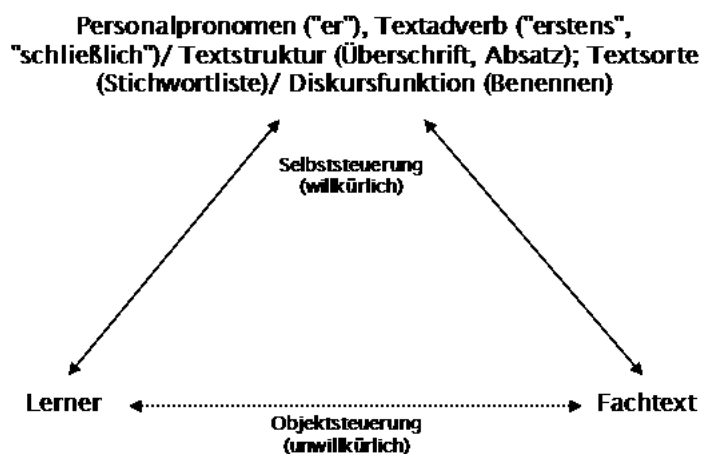 Personalpronomen ("er"), Textadverb ("erstens",
"schließlich")/ Textstruktur (Überschrift, Absatz); Textsorte
(Stichwortliste)/ Diskursfunktion (Benennen)
Selbststeuerung
(willkürlich)
Lerner
Fachtext
Objektsteuerung
(unwillkürlich)